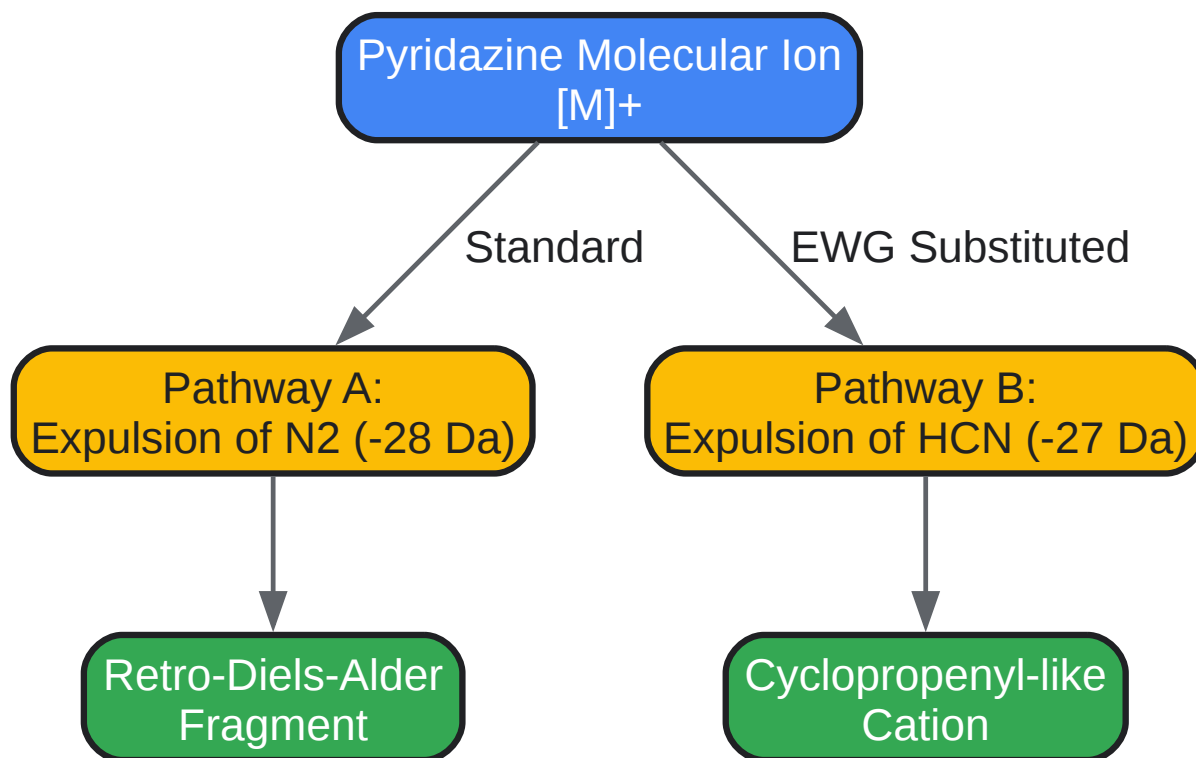 Pyridazine Molecular Ion
[M]+
Standard
EWG Substituted
Pathway A:
Expulsion of N2 (-28 Da)
Pathway B:
Expulsion of HCN (-27 Da)
Retro-Diels-Alder
Fragment
Cyclopropenyl-like
Cation